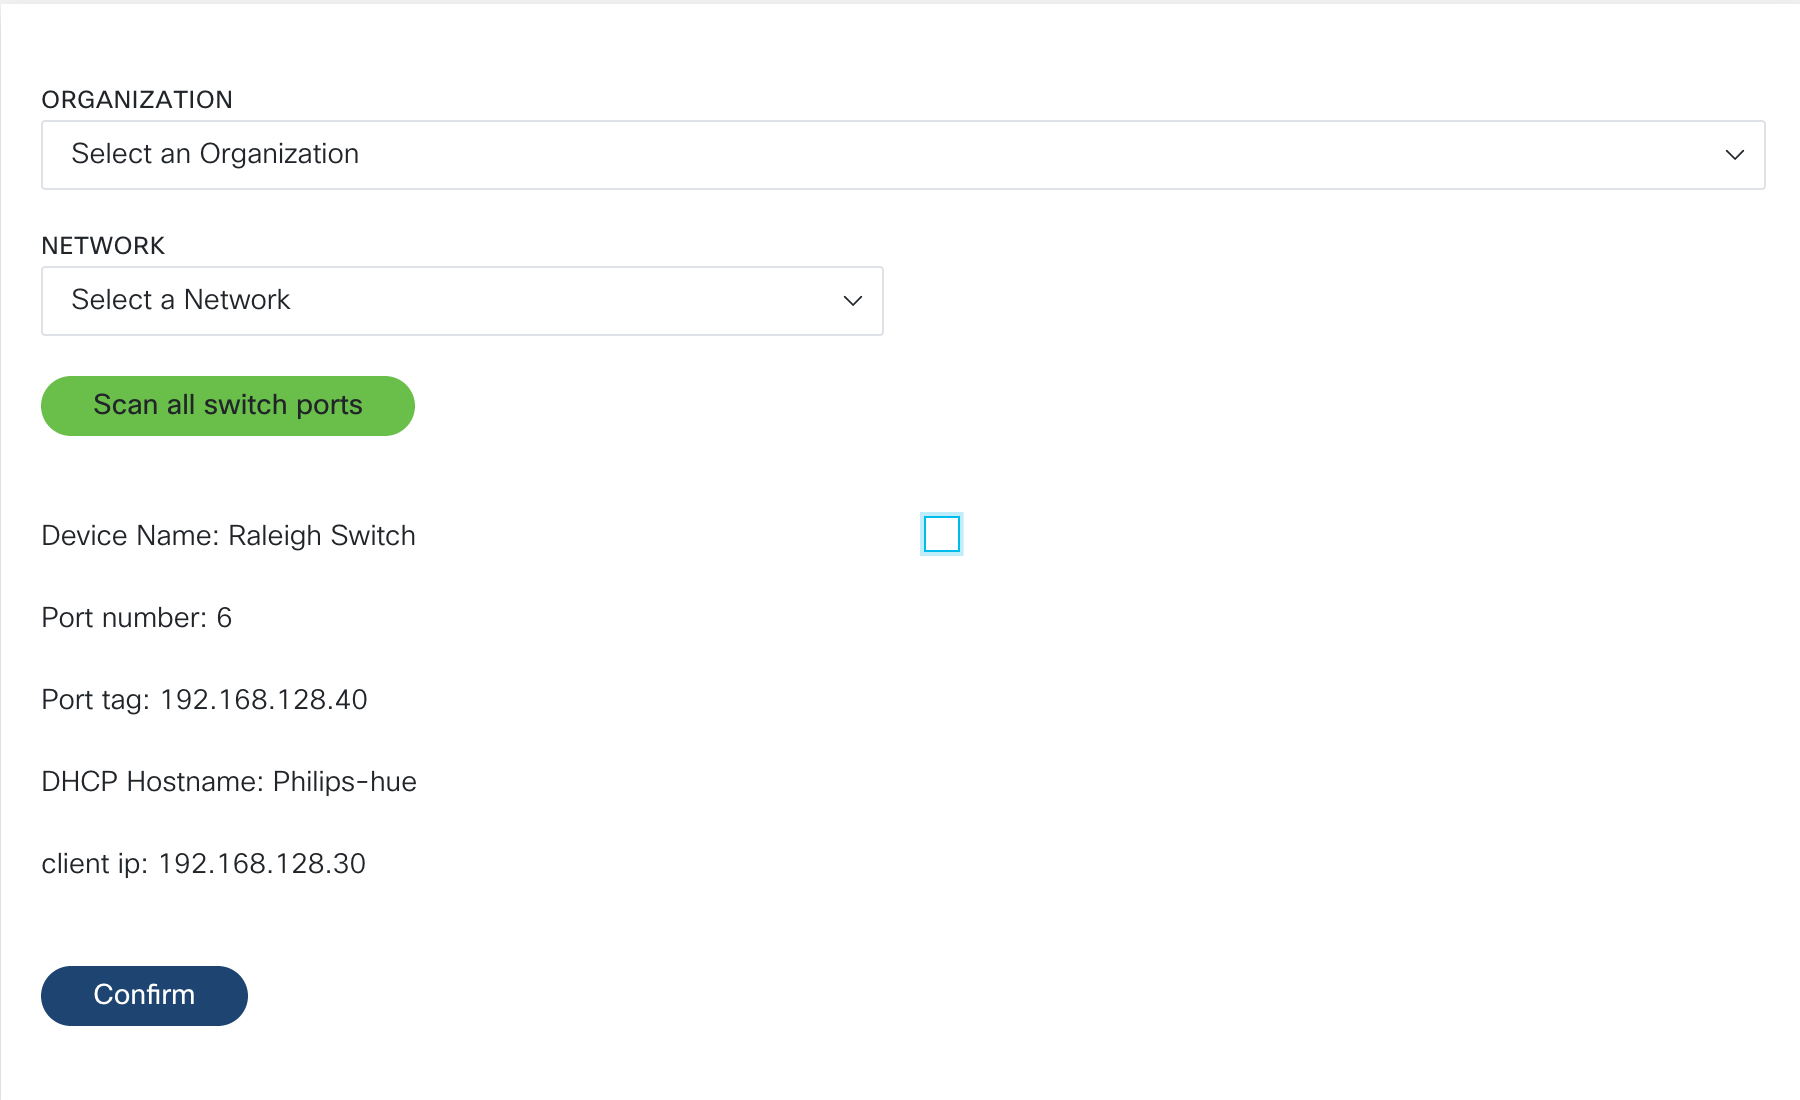 ORGANIZATION
Select an Organization
NETWORK
Select a Network
Scan all switch ports
Device Name: Raleigh Switch
Port number: 6
Port tag: 192.168.128.40
DHCP Hostname: Philips-hue
client ip: 192.168.128.30
Confirm